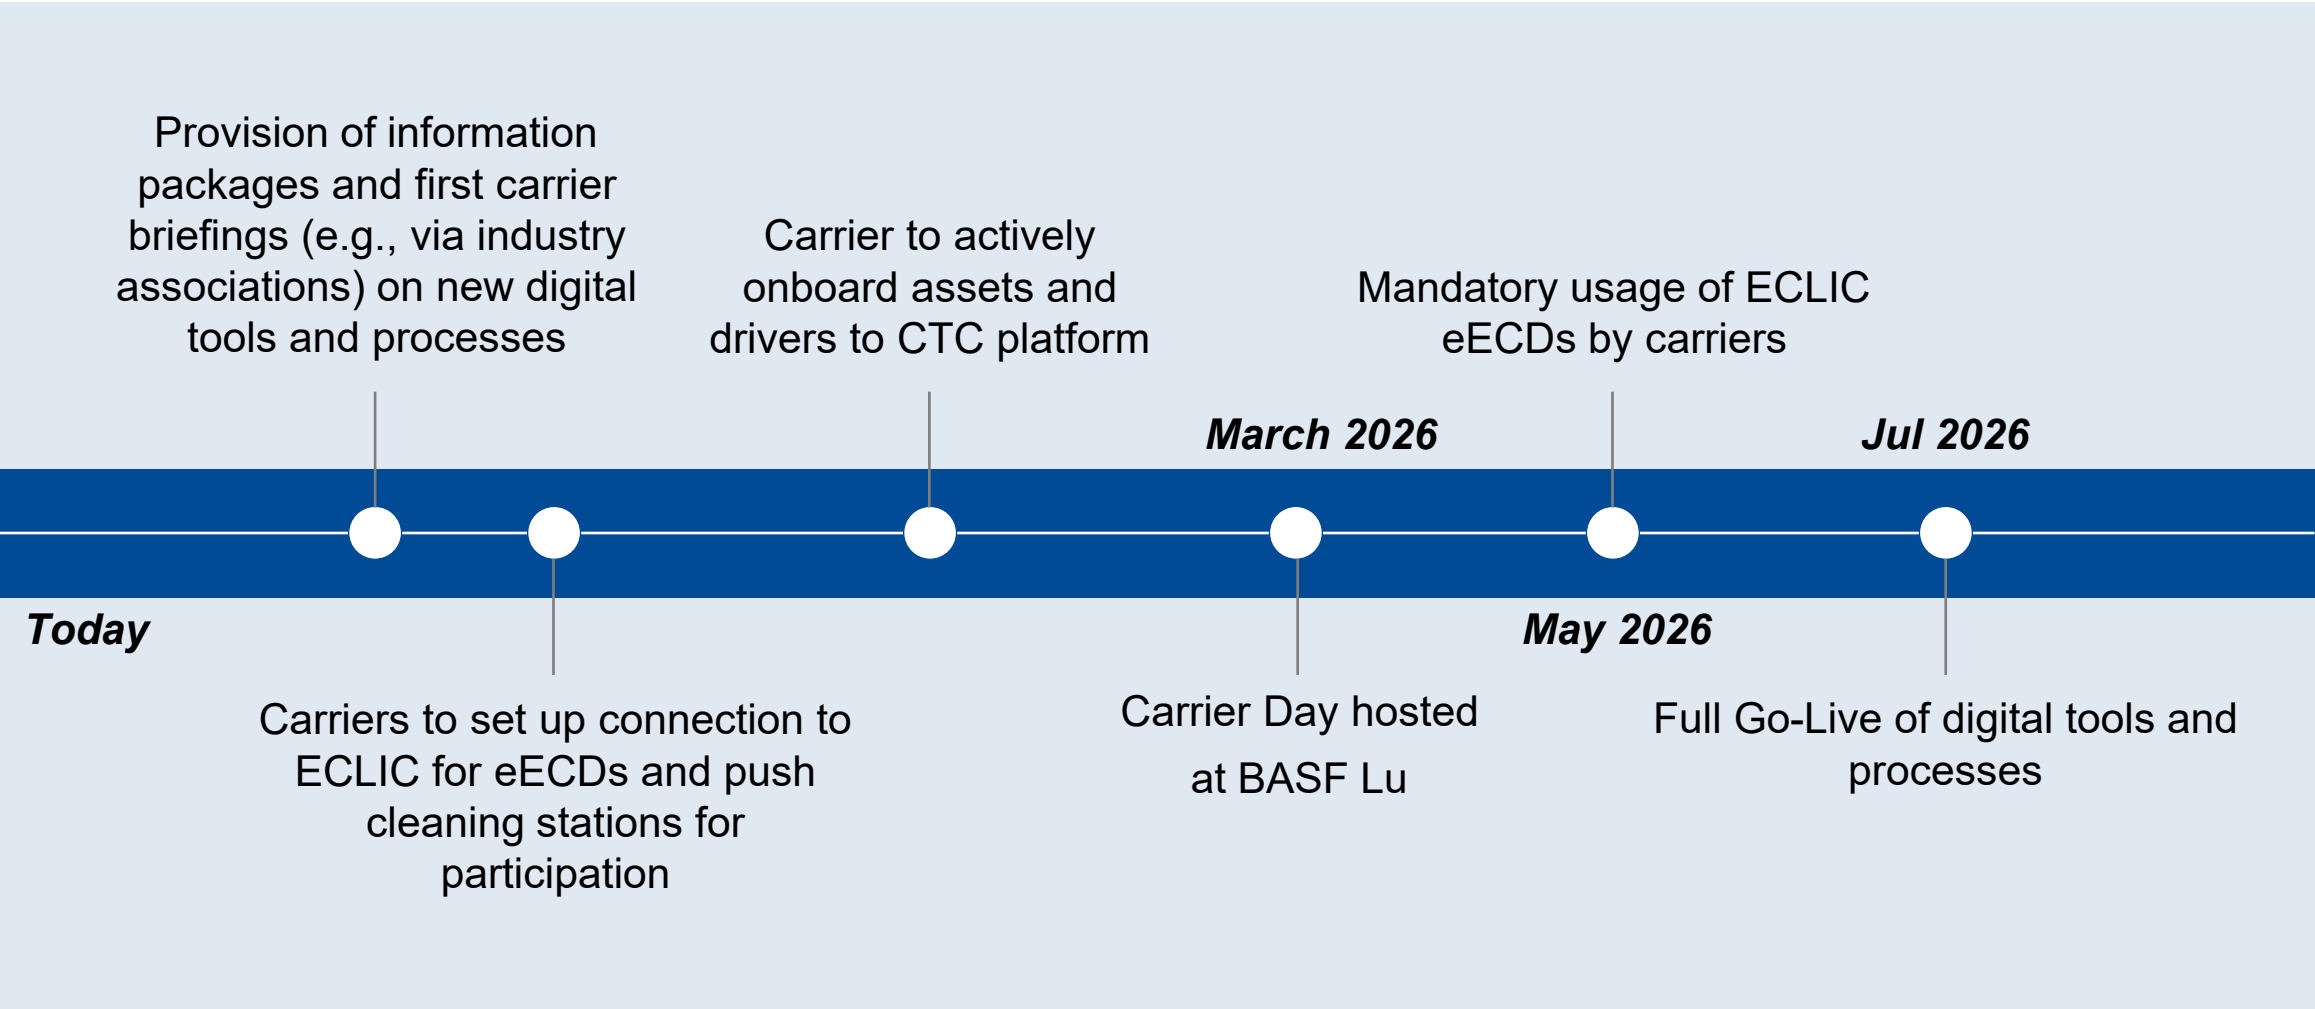 Provision of information
packages and first carrier
briefings (e.g., via industry
associations) on new digital
tools and processes
Carrier to actively
onboard assets and
drivers to CTC platform
Mandatory usage of ECLIC
eECDs by carriers
March 2026
Jul 2026
Today
May 2026
Carriers to set up connection to
ECLIC for eECDs and push
cleaning stations for
participation
Carrier Day hosted
at BASF Lu
Full Go-Live of digital tools and
processes